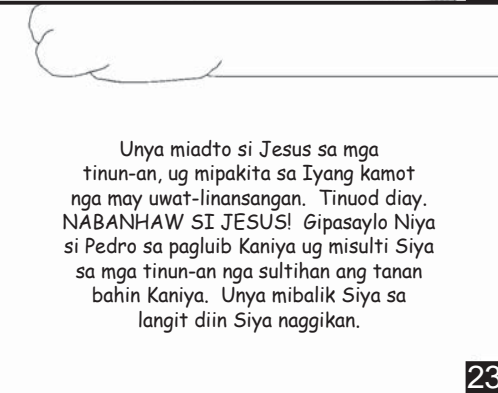 Unya miadto si Jesus sa mga
tinun-an, ug mipakita sa Iyang kamot
nga may uwat-linansangan.  Tinuod diay.
NABANHAW SI JESUS!  Gipasaylo Niya
si Pedro sa pagluib Kaniya ug misulti Siya
sa mga tinun-an nga sultihan ang tanan
bahin Kaniya.  Unya mibalik Siya sa
langit diin Siya naggikan.
23